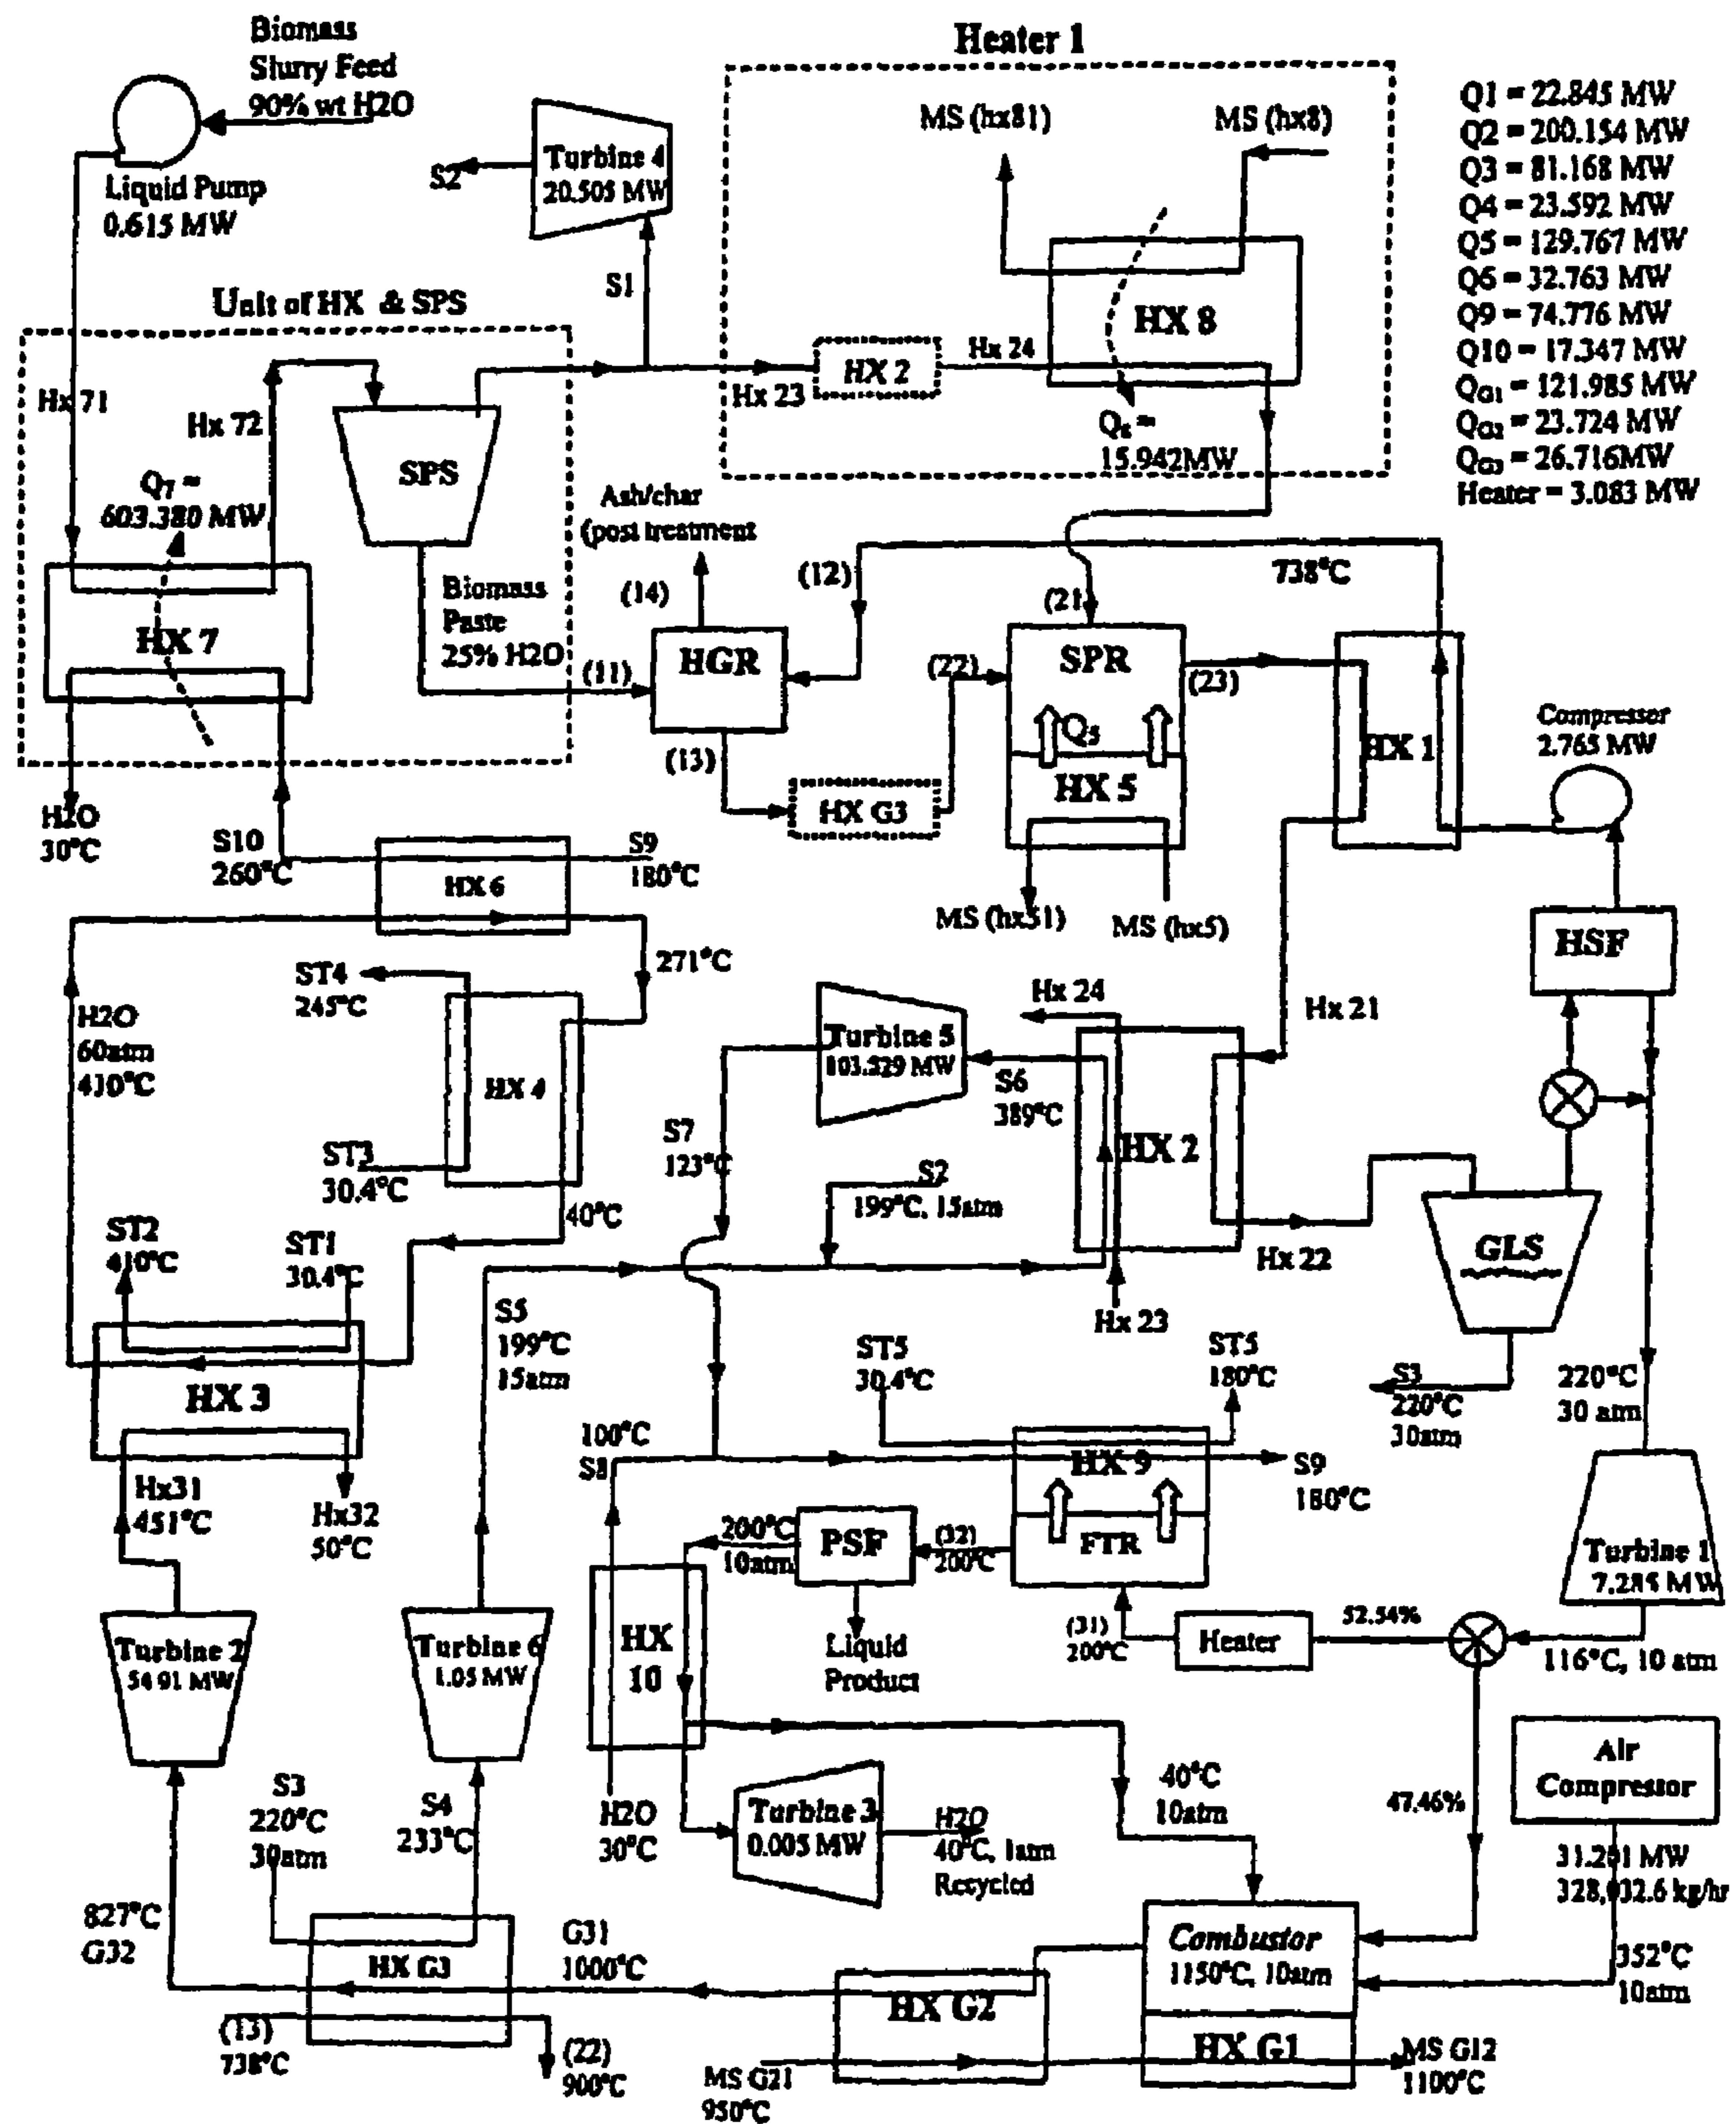 Biomass
Slurry Feed
90% wt H2O
Liquid Pump
0.615 MW
S2
Turbine 4
20.505 MW
S1
Heater 1
MS (hx81)
MS (hx8)
HX 8
Hx 23
HX 2
Hx 24
Q8 =
15.942MW
Q1 = 22.845 MW
Q2 = 200.154 MW
Q3 = 81.168 MW
Q4 = 23.592 MW
Q5 = 129.767 MW
Q6 = 32.763 MW
Q9 = 74.776 MW
Q10 = 17.347 MW
QG1 = 121.985 MW
QG2 = 23.724 MW
QG3 = 26.716MW
Heater = 3.083 MW
Unit of HX & SPS
Hx 71
Hx 72
Q7 =
603.380 MW
SPS
HX 7
Biomass
Paste
25% H2O
(11)
H2O
30°C
Ash/char
(post treatment
(14)
HGR
(12)
(13)
HX G3
738°C
(21)
(22)
SPR
Q5
HX 5
(23)
MS (hx51)
MS (hx5)
HX 1
Compressor
2.765 MW
HSF
Hx 21
S10
260°C
HX 6
S9
180°C
271°C
H2O
60atm
410°C
ST4
245°C
HX 4
ST3
30.4°C
40°C
ST2
410°C
ST1
30.4°C
HX 3
Hx31
451°C
Hx32
50°C
Turbine 5
103.529 MW
Hx 24
S6
389°C
S7
123°C
S2
199°C, 15atm
HX 2
Hx 22
Hx 23
GLS
S3
220°C
30atm
220°C
30 atm
S5
199°C
15atm
ST5
30.4°C
ST5
180°C
100°C
S8
HX 9
S9
180°C
FTR
PSF
(32)
200°C
200°C
10atm
Liquid
Product
HX
10
(31)
200°C
Heater
52.54%
Turbine 1
7.285 MW
116°C, 10 atm
Turbine 2
54.91 MW
Turbine 6
1.05 MW
H2O
30°C
Turbine 3
0.005 MW
H2O
40°C, 1atm
Recycled
40°C
10atm
47.46%
Air
Compressor
31.201 MW
328,032.6 kg/hr
352°C
10atm
S3
220°C
30atm
S4
233°C
827°C
G32
HX G3
G31
1000°C
(13)
738°C
(22)
900°C
HX G2
Combustor
1150°C, 10atm
HX G1
MS G21
950°C
MS G12
1100°C